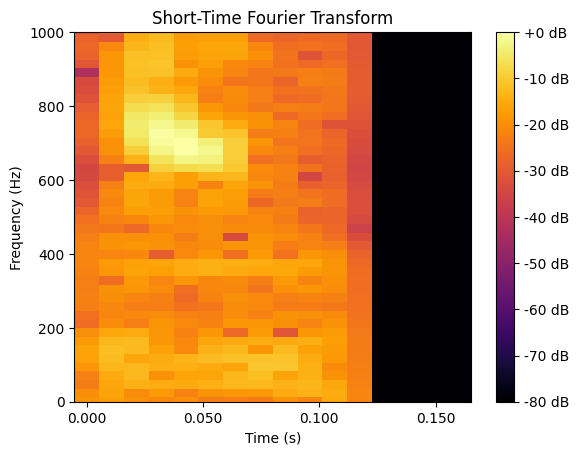 Short-Time Fourier Transform
1000
800
600
400
200
0
Frequency (Hz)
0.000
0.050
0.100
0.150
Time (s)
+0 dB
-10 dB
-20 dB
-30 dB
-40 dB
-50 dB
-60 dB
-70 dB
-80 dB